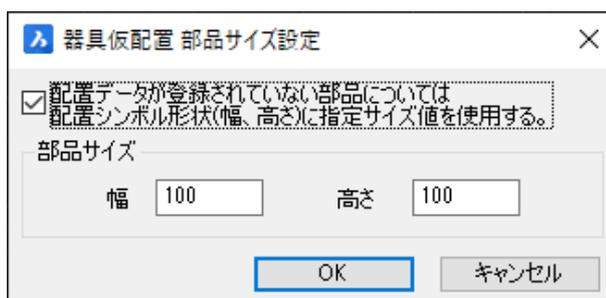 器具仮配置 部品サイズ設定
配置データが登録されていない部品については
配置シンボル形状(幅、高さ)に指定サイズ値を使用する。
部品サイズ
幅 100 高さ 100
OK キャンセル